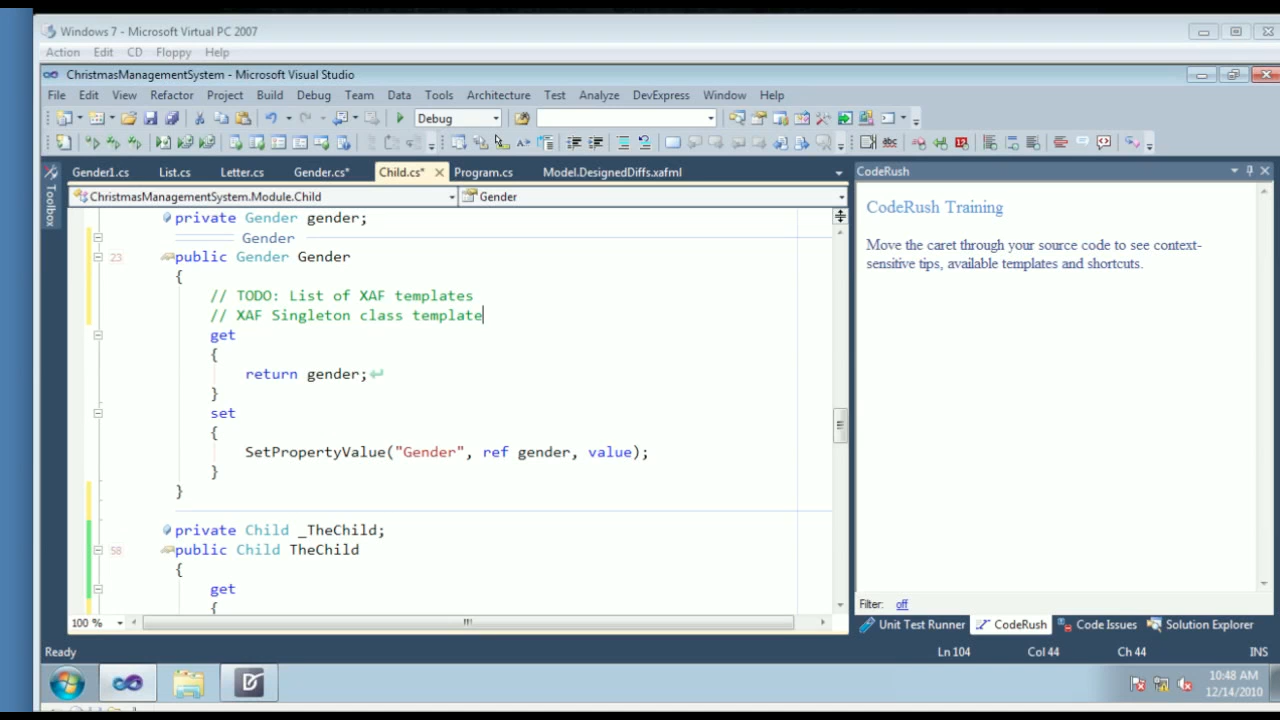 Windows 7 - Microsoft Virtual PC 2007
Action Edit CD Floppy Help
ChristmasManagementSystem - Microsoft Visual Studio
File Edit View Refactor Project Build Debug Team Tools Data Architecture Test Analyze DevExpress Window Help
Debug
Toolbox
Gender1.cs List.cs Letter.cs Gender.cs* Child.cs* Program.cs Model.DesignedDiffs.xafml
ChristmasManagementSystem.Module.Child Gender
private Gender gender;
Gender
23 public Gender Gender
{
// TODO: List of XAF templates
// XAF Singleton class template
get
{
return gender;
}
set
{
SetPropertyValue("Gender", ref gender, value);
}
}
private Child _TheChild;
58 public Child TheChild
{
get
{
100 %
CodeRush
CodeRush Training
Move the caret through your source code to see context-
sensitive tips, available templates and shortcuts.
Filter: off
Unit Test Runner CodeRush Code Issues Solution Explorer
Ready Ln 104 Col 44 Ch 44 INS
10:48 AM
12/14/2010